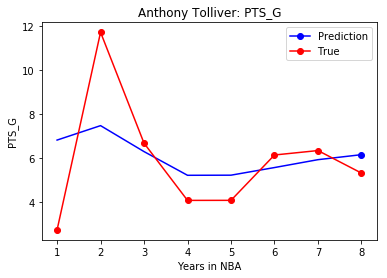 Anthony Tolliver: PTS_G
Prediction
True
12
10
8
6
4
PTS_G
1 2 3 4 5 6 7 8
Years in NBA